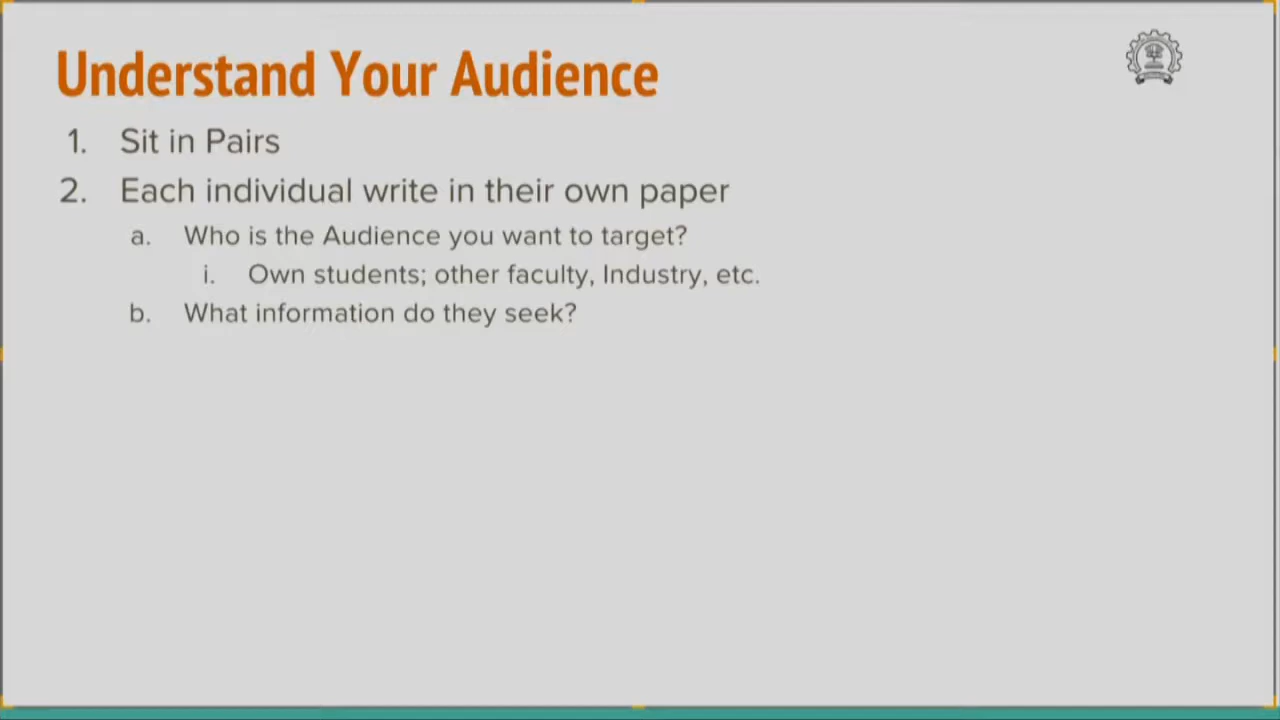 Understand Your Audience
1. Sit in Pairs
2. Each individual write in their own paper
a. Who is the Audience you want to target?
i. Own students; other faculty, Industry, etc.
b. What information do they seek?